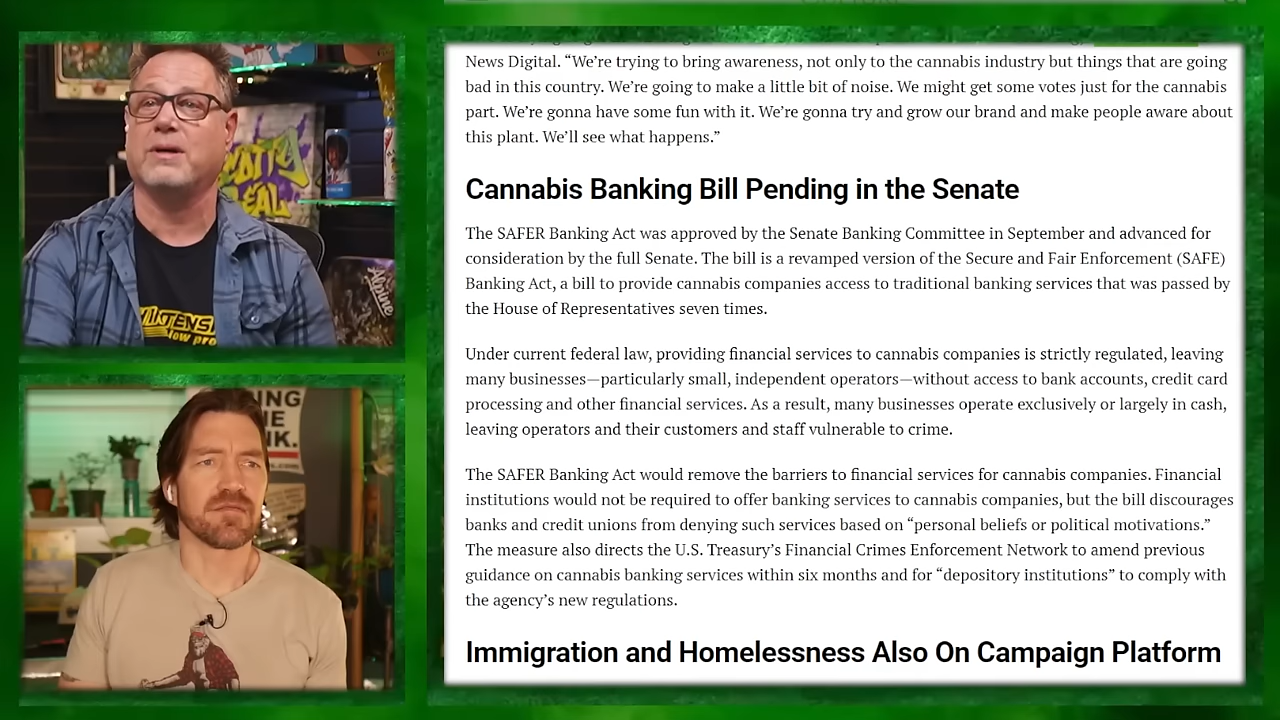 News Digital. “We’re trying to bring awareness, not only to the cannabis industry but things that are going
bad in this country. We’re going to make a little bit of noise. We might get some votes just for the cannabis
part. We’re gonna have some fun with it. We’re gonna try and grow our brand and make people aware about
this plant. We’ll see what happens.”
Cannabis Banking Bill Pending in the Senate
The SAFER Banking Act was approved by the Senate Banking Committee in September and advanced for
consideration by the full Senate. The bill is a revamped version of the Secure and Fair Enforcement (SAFE)
Banking Act, a bill to provide cannabis companies access to traditional banking services that was passed by
the House of Representatives seven times.
Under current federal law, providing financial services to cannabis companies is strictly regulated, leaving
many businesses—particularly small, independent operators—without access to bank accounts, credit card
processing and other financial services. As a result, many businesses operate exclusively or largely in cash,
leaving operators and their customers and staff vulnerable to crime.
The SAFER Banking Act would remove the barriers to financial services for cannabis companies. Financial
institutions would not be required to offer banking services to cannabis companies, but the bill discourages
banks and credit unions from denying such services based on “personal beliefs or political motivations.”
The measure also directs the U.S. Treasury’s Financial Crimes Enforcement Network to amend previous
guidance on cannabis banking services within six months and for “depository institutions” to comply with
the agency’s new regulations.
Immigration and Homelessness Also On Campaign Platform
Alpine
low pro